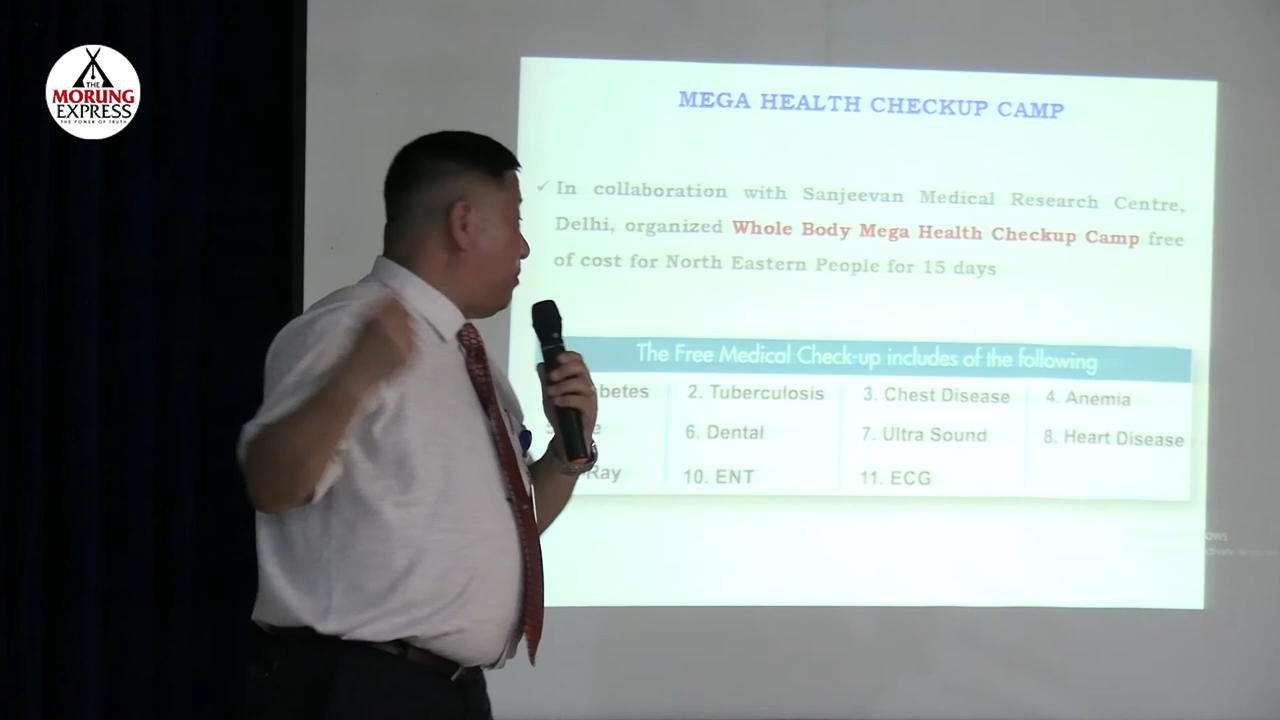 THE
MORUNG
EXPRESS
THE POWER OF TRUTH
MEGA HEALTH CHECKUP CAMP
✓ In collaboration with Sanjeevan Medical Research Centre,
Delhi, organized Whole Body Mega Health Checkup Camp free
of cost for North Eastern People for 15 days
The Free Medical Check-up includes of the following
betes 2. Tuberculosis 3. Chest Disease 4. Anemia
6. Dental 7. Ultra Sound 8. Heart Disease
Ray 10. ENT 11. ECG